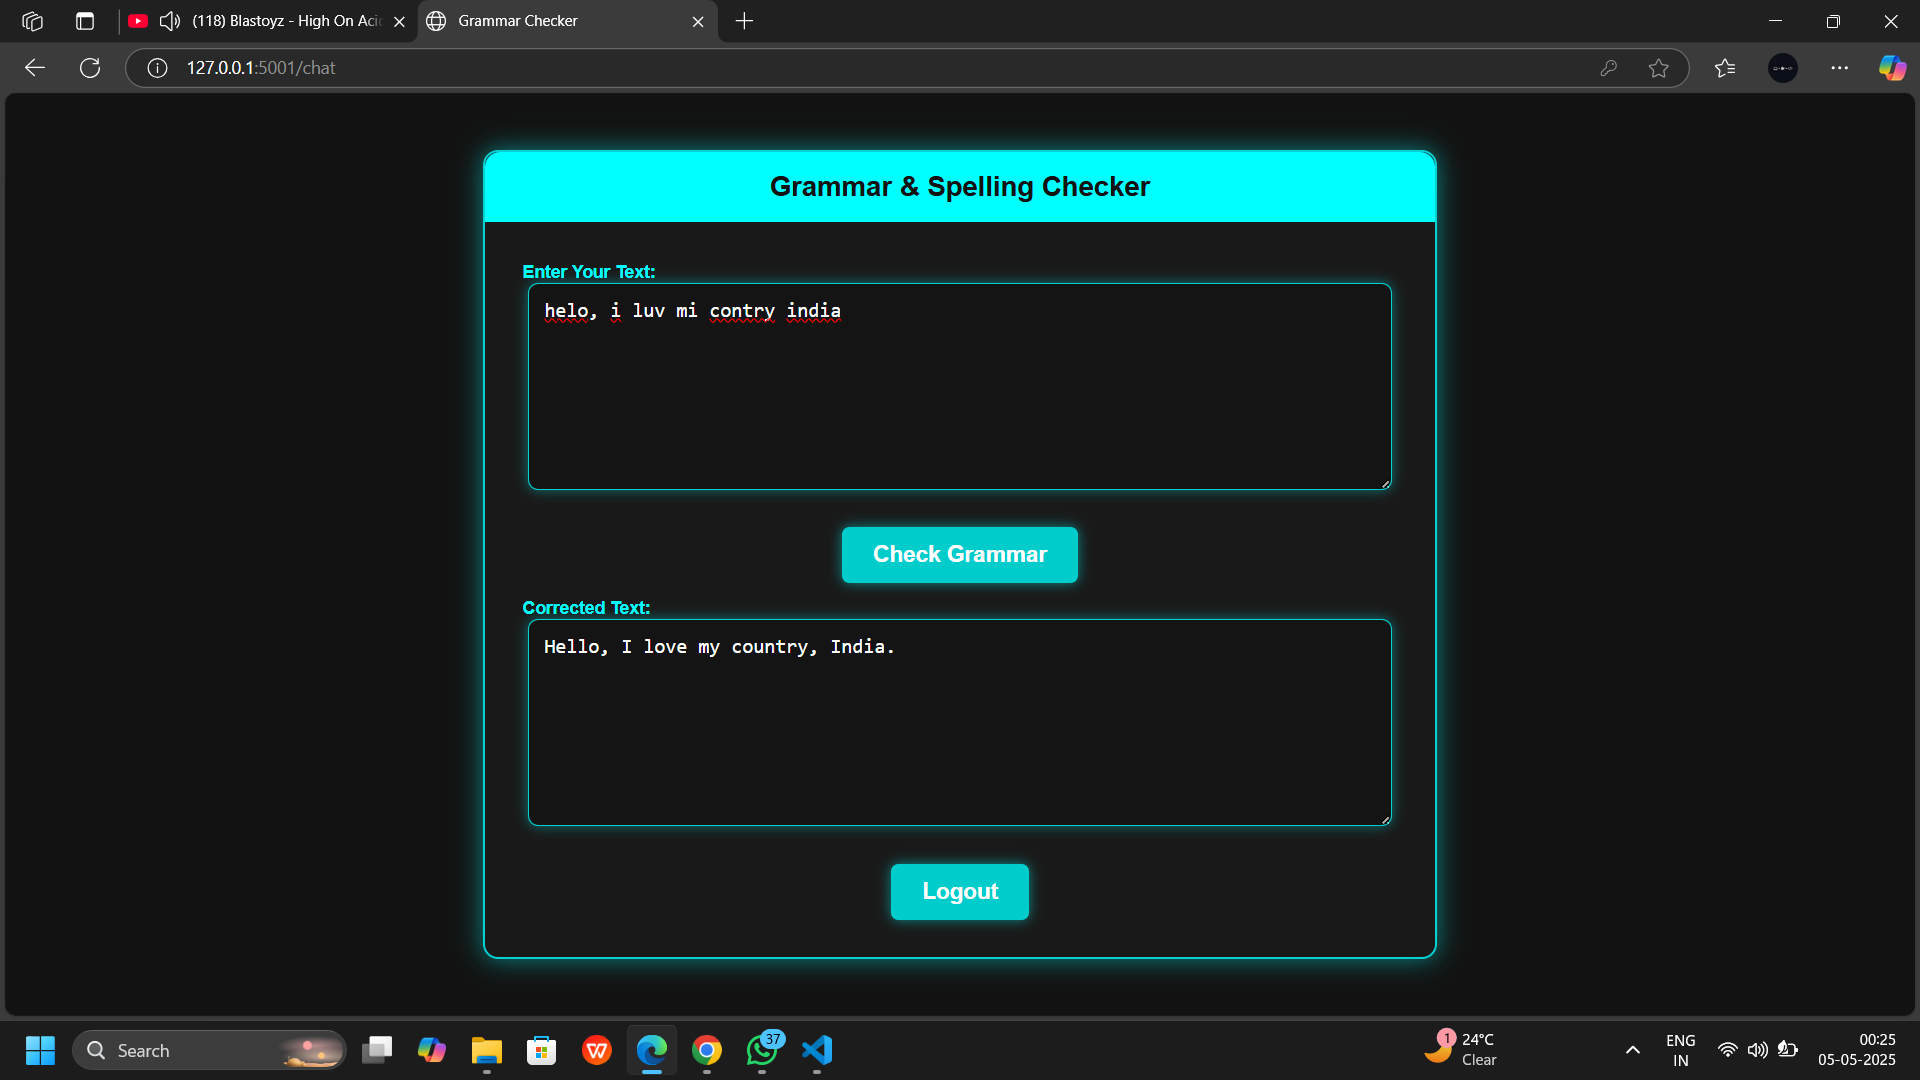 (118) Blastoyz - High On Aci
Grammar Checker
127.0.0.1:5001/chat
Grammar & Spelling Checker
Enter Your Text:
helo, i luv mi contry india
Check Grammar
Corrected Text:
Hello, I love my country, India.
Logout
Search
37
1
24°C
Clear
ENG
IN
00:25
05-05-2025